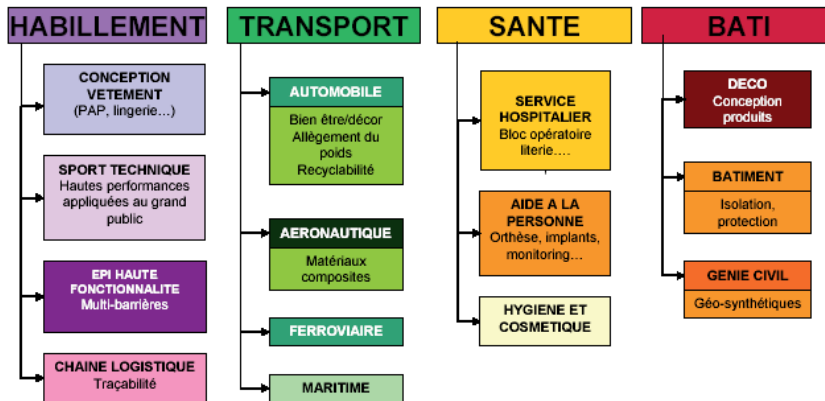 HABILLEMENT
CONCEPTION
VETEMENT
(PAP, lingerie…)
SPORT TECHNIQUE
Hautes performances
appliquées au grand
public
EPI HAUTE
FONCTIONNALITE
Multi-barrières
CHAINE LOGISTIQUE
Traçabilité
TRANSPORT
AUTOMOBILE
Bien être/décor
Allègement du
poids
Recyclabilité
AERONAUTIQUE
Matériaux
composites
FERROVIAIRE
MARITIME
SANTE
SERVICE
HOSPITALIER
Bloc opératoire
literie….
AIDE A LA
PERSONNE
Orthèse, implants,
monitoring…
HYGIENE ET
COSMETIQUE
BATI
DECO
Conception
produits
BATIMENT
Isolation,
protection
GENIE CIVIL
Géo-synthétiques